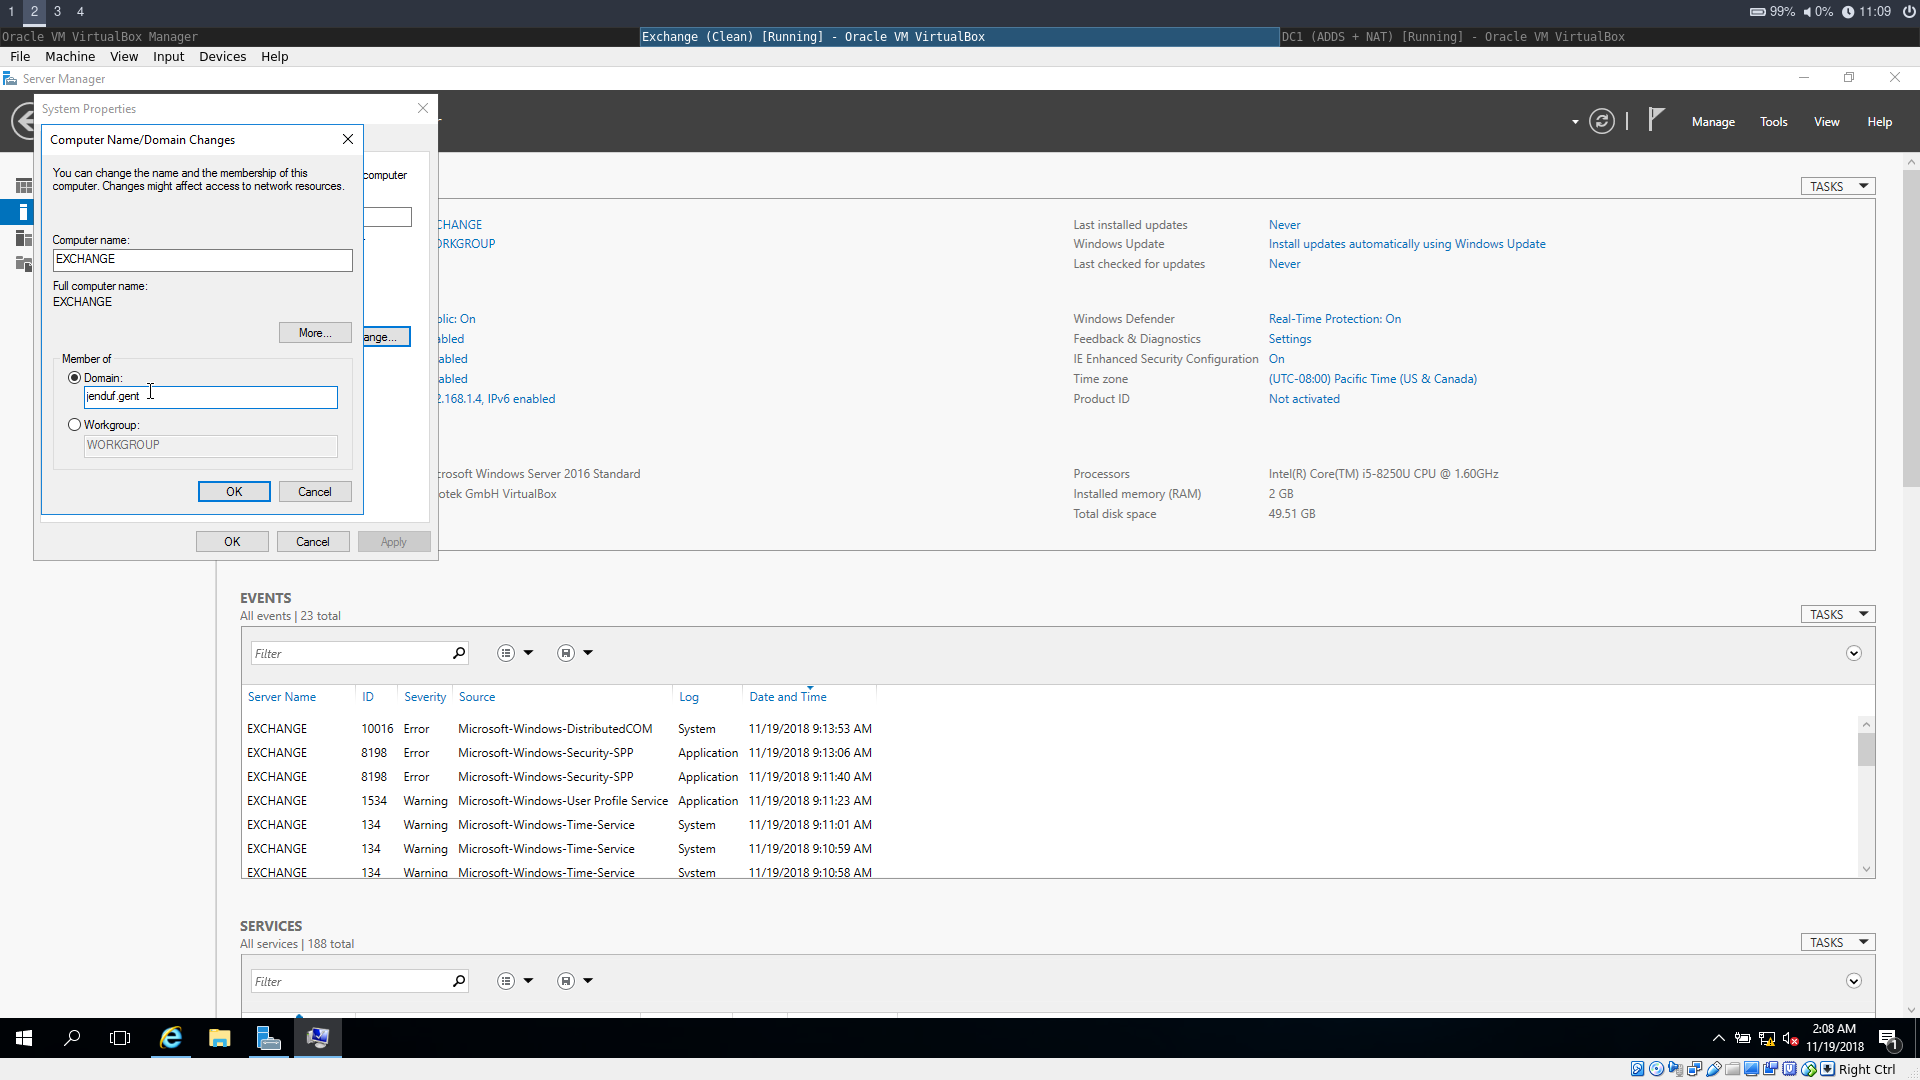 1 2 3 4
99% 0% 11:09
Oracle VM VirtualBox Manager
Exchange (Clean) [Running] - Oracle VM VirtualBox
DC1 (ADDS + NAT) [Running] - Oracle VM VirtualBox
File Machine View Input Devices Help
Server Manager
Manage Tools View Help
System Properties
Computer Name/Domain Changes
You can change the name and the membership of this
computer. Changes might affect access to network resources.
computer
Computer name:
EXCHANGE
Full computer name:
EXCHANGE
More...
ange...
Member of
Domain:
jenduf.gent
Workgroup:
WORKGROUP
OK Cancel
OK Cancel Apply
TASKS
CHANGE
ORKGROUP
Last installed updates Never
Windows Update Install updates automatically using Windows Update
Last checked for updates Never
blic: On
abled
abled
abled
2.168.1.4, IPv6 enabled
Windows Defender Real-Time Protection: On
Feedback & Diagnostics Settings
IE Enhanced Security Configuration On
Time zone (UTC-08:00) Pacific Time (US & Canada)
Product ID Not activated
crosoft Windows Server 2016 Standard
otek GmbH VirtualBox
Processors Intel(R) Core(TM) i5-8250U CPU @ 1.60GHz
Installed memory (RAM) 2 GB
Total disk space 49.51 GB
EVENTS
All events | 23 total
TASKS
Filter
Server Name ID Severity Source Log Date and Time
EXCHANGE 10016 Error Microsoft-Windows-DistributedCOM System 11/19/2018 9:13:53 AM
EXCHANGE 8198 Error Microsoft-Windows-Security-SPP Application 11/19/2018 9:13:06 AM
EXCHANGE 8198 Error Microsoft-Windows-Security-SPP Application 11/19/2018 9:11:40 AM
EXCHANGE 1534 Warning Microsoft-Windows-User Profile Service Application 11/19/2018 9:11:23 AM
EXCHANGE 134 Warning Microsoft-Windows-Time-Service System 11/19/2018 9:11:01 AM
EXCHANGE 134 Warning Microsoft-Windows-Time-Service System 11/19/2018 9:10:59 AM
EXCHANGE 134 Warning Microsoft-Windows-Time-Service System 11/19/2018 9:10:58 AM
SERVICES
All services | 188 total
TASKS
Filter
2:08 AM
11/19/2018
1
Right Ctrl